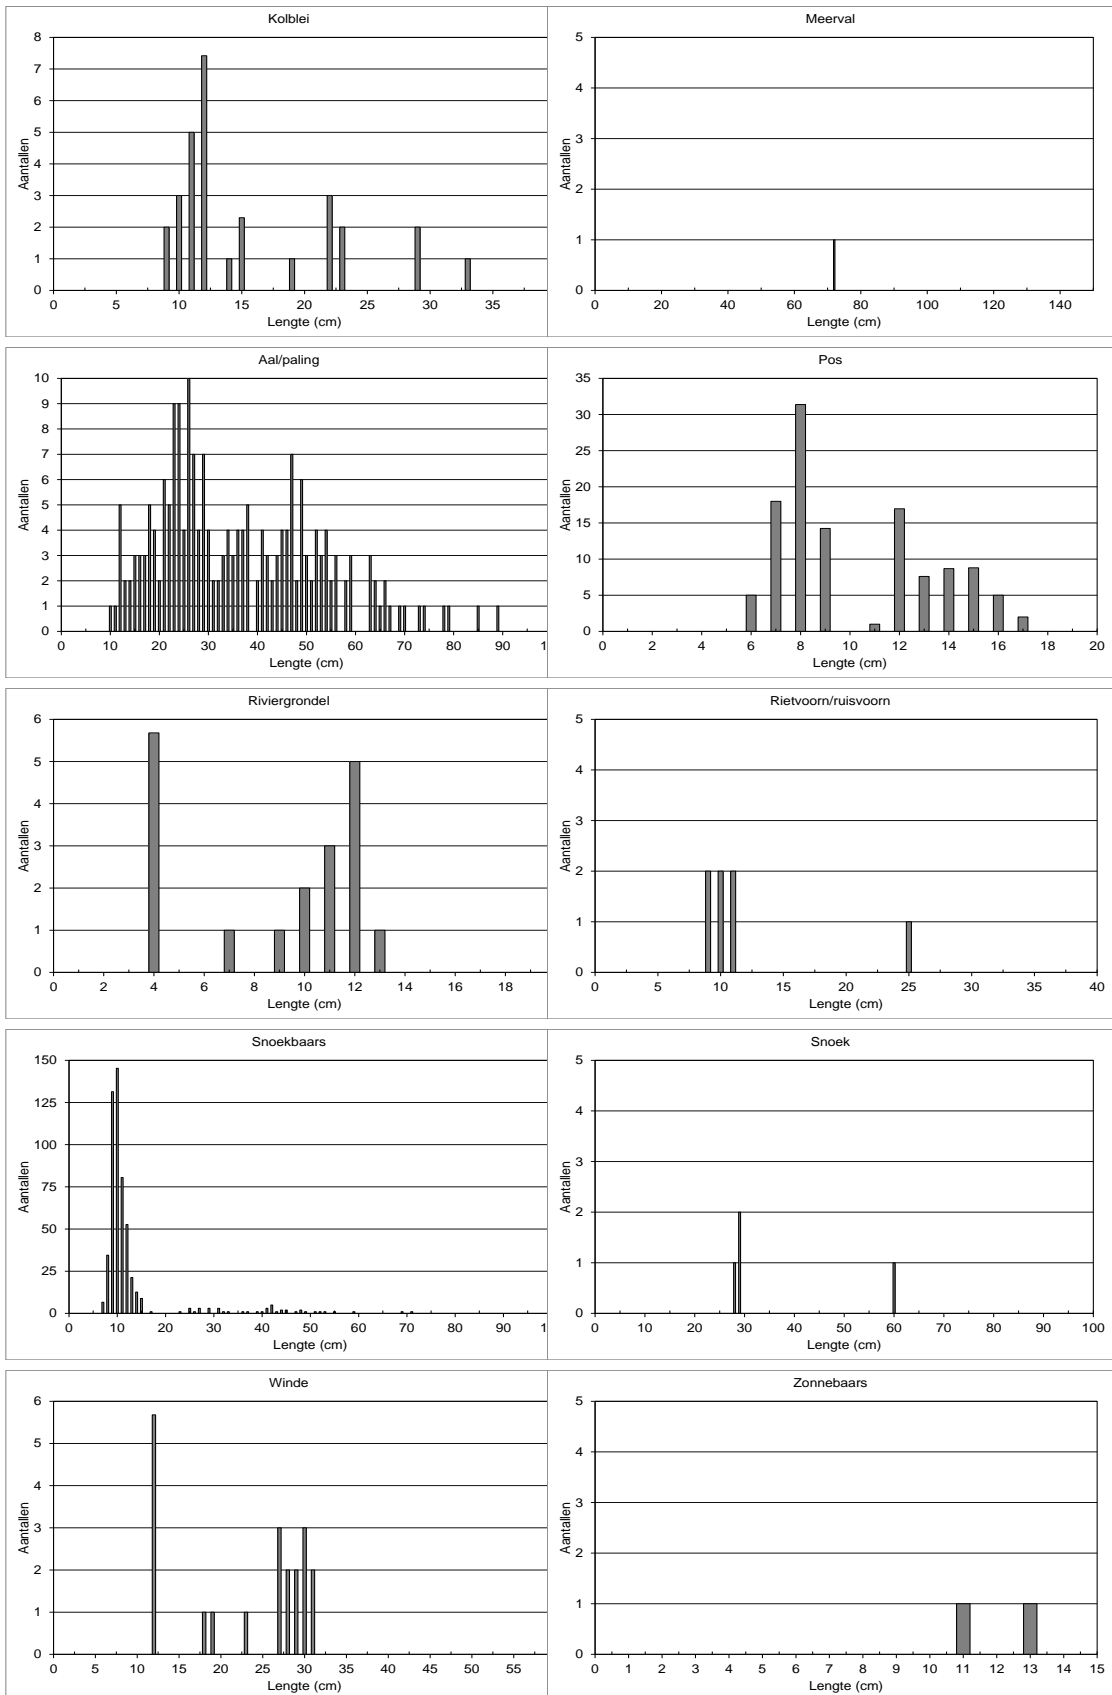 Kolblei
8
7
6
5
4
3
2
1
0
Aantallen
0 5 10 15 20 25 30 35
Lengte (cm)
Meerval
5
4
3
2
1
0
Aantallen
0 20 40 60 80 100 120 140
Lengte (cm)
Aal/paling
10
9
8
7
6
5
4
3
2
1
0
Aantallen
0 10 20 30 40 50 60 70 80 90 1
Lengte (cm)
Pos
35
30
25
20
15
10
5
0
Aantallen
0 2 4 6 8 10 12 14 16 18 20
Lengte (cm)
Riviergrondel
6
5
4
3
2
1
0
Aantallen
0 2 4 6 8 10 12 14 16 18
Lengte (cm)
Rietvoorn/ruisvoorn
5
4
3
2
1
0
Aantallen
0 5 10 15 20 25 30 35 40
Lengte (cm)
Snoekbaars
150
125
100
75
50
25
0
Aantallen
0 10 20 30 40 50 60 70 80 90 1
Lengte (cm)
Snoek
5
4
3
2
1
0
Aantallen
0 10 20 30 40 50 60 70 80 90 100
Lengte (cm)
Winde
6
5
4
3
2
1
0
Aantallen
0 5 10 15 20 25 30 35 40 45 50 55
Lengte (cm)
Zonnebaars
5
4
3
2
1
0
Aantallen
0 1 2 3 4 5 6 7 8 9 10 11 12 13 14 15
Lengte (cm)